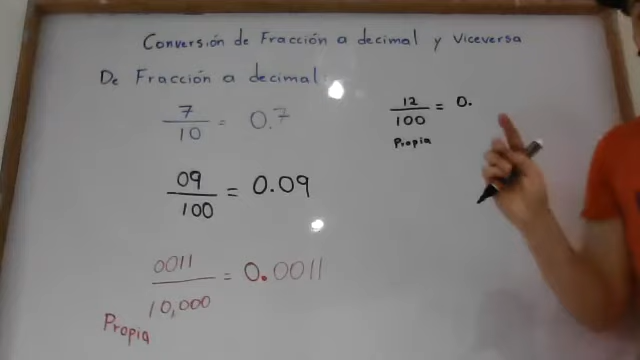 Conversión de Fracción a decimal y Viceversa
De Fracción a decimal:
7/10 = 0.7
12/100 = 0.
Propia
09/100 = 0.09
0011/10,000 = 0.0011
Propia